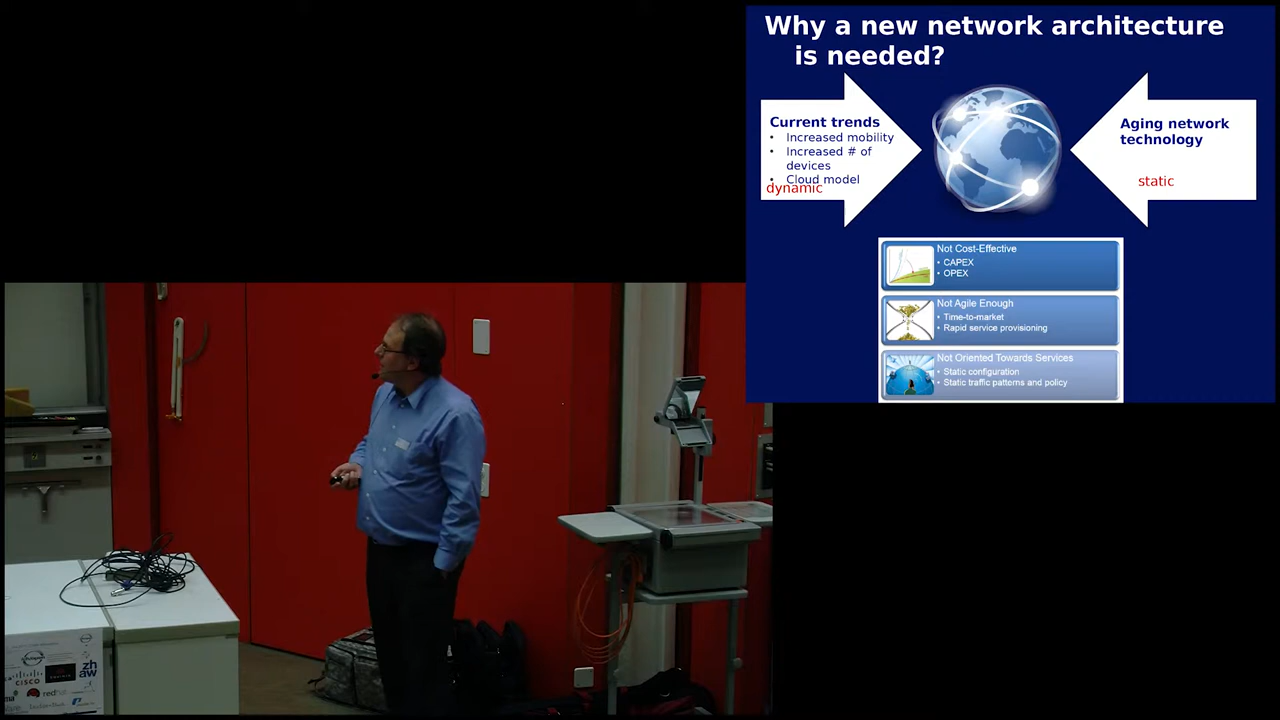 Why a new network architecture
is needed?
Current trends
• Increased mobility
• Increased # of
devices
• Cloud model
dynamic
Aging network
technology
static
Not Cost-Effective
• CAPEX
• OPEX
Not Agile Enough
• Time-to-market
• Rapid service provisioning
Not Oriented Towards Services
• Static configuration
• Static traffic patterns and policy
zh
aw
CISCO
redhat